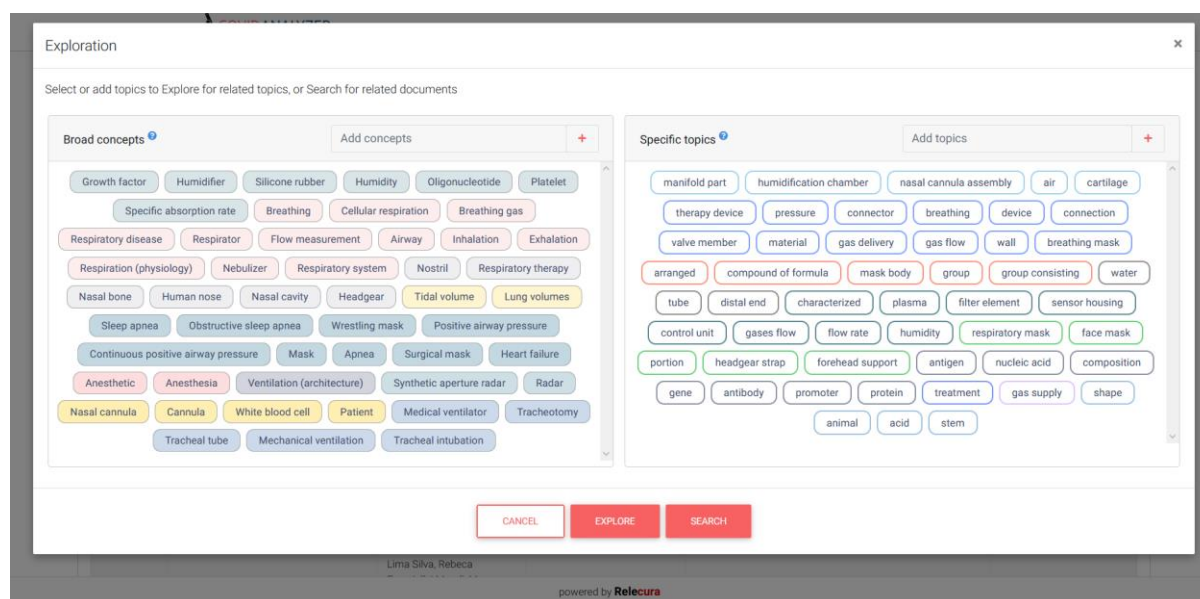 COVID ANALYZER
Exploration ×
Select or add topics to Explore for related topics, or Search for related documents
Broad concepts ? Add concepts +
Growth factor Humidifier Silicone rubber Humidity Oligonucleotide Platelet
Specific absorption rate Breathing Cellular respiration Breathing gas
Respiratory disease Respirator Flow measurement Airway Inhalation Exhalation
Respiration (physiology) Nebulizer Respiratory system Nostril Respiratory therapy
Nasal bone Human nose Nasal cavity Headgear Tidal volume Lung volumes
Sleep apnea Obstructive sleep apnea Wrestling mask Positive airway pressure
Continuous positive airway pressure Mask Apnea Surgical mask Heart failure
Anesthetic Anesthesia Ventilation (architecture) Synthetic aperture radar Radar
Nasal cannula Cannula White blood cell Patient Medical ventilator Tracheotomy
Tracheal tube Mechanical ventilation Tracheal intubation
Specific topics ? Add topics +
manifold part humidification chamber nasal cannula assembly air cartilage
therapy device pressure connector breathing device connection
valve member material gas delivery gas flow wall breathing mask
arranged compound of formula mask body group group consisting water
tube distal end characterized plasma filter element sensor housing
control unit gases flow flow rate humidity respiratory mask face mask
portion headgear strap forehead support antigen nucleic acid composition
gene antibody promoter protein treatment gas supply shape
animal acid stem
CANCEL EXPLORE SEARCH
Lima Silva, Rebeca
powered by Relecura